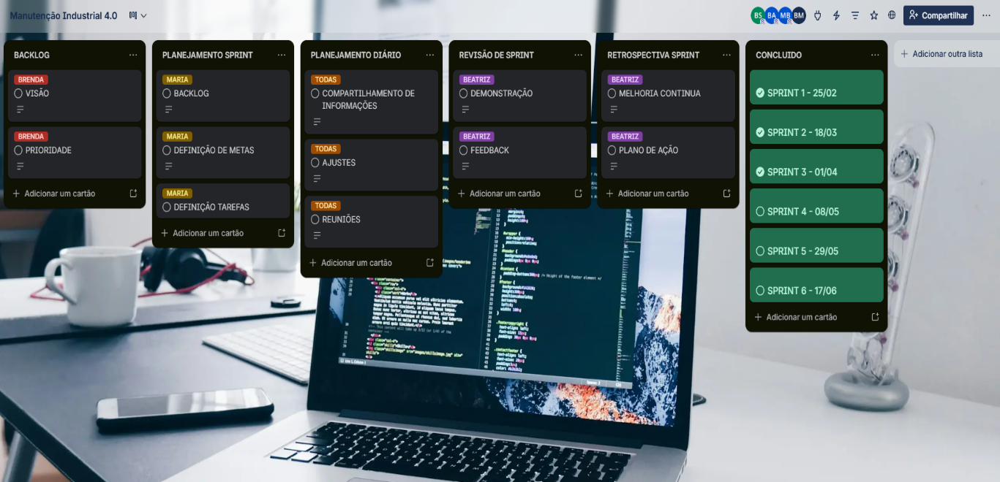 Manutenção Industrial 4.0
BS BA MB BM
Compartilhar
BACKLOG
BRENDA
VISÃO
BRENDA
PRIORIDADE
Adicionar um cartão
PLANEJAMENTO SPRINT
MARIA
BACKLOG
MARIA
DEFINIÇÃO DE METAS
MARIA
DEFINIÇÃO TAREFAS
Adicionar um cartão
PLANEJAMENTO DIÁRIO
TODAS
COMPARTILHAMENTO DE
INFORMAÇÕES
TODAS
AJUSTES
TODAS
REUNIÕES
Adicionar um cartão
REVISÃO DE SPRINT
BEATRIZ
DEMONSTRAÇÃO
BEATRIZ
FEEDBACK
Adicionar um cartão
RETROSPECTIVA SPRINT
BEATRIZ
MELHORIA CONTINUA
BEATRIZ
PLANO DE AÇÃO
Adicionar um cartão
CONCLUIDO
SPRINT 1 - 25/02
SPRINT 2 - 18/03
SPRINT 3 - 01/04
SPRINT 4 - 08/05
SPRINT 5 - 29/05
SPRINT 6 - 17/06
Adicionar um cartão
Adicionar outra lista